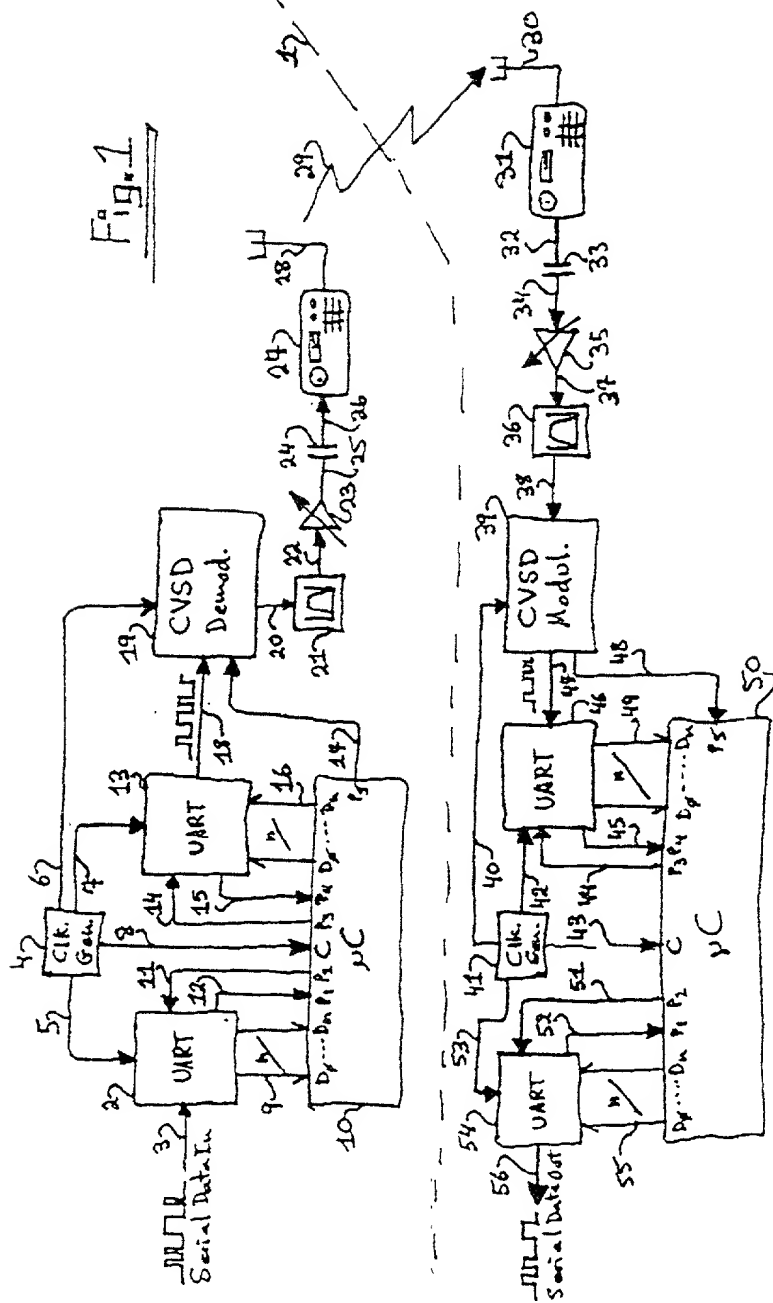 Fig. 1
1
Serial Data In
3
2
UART
5
4
Clk.
Gen.
6
7
8
9
n
10
μC
DØ·····Dn
P1
P2
C
P3
P4
DØ·····Dn
P5
11
12
13
UART
14
15
16
n
17
18
19
CVSD
Demod.
20
21
22
23
24
25
26
27
28
29
30
31
32
33
34
35
36
37
38
39
CVSD
Modul.
40
41
Clk.
Gen.
42
43
44
45
46
UART
47
48
49
n
50
μC
DØ·····Dn
P1
P2
C
P3
P4
DØ·····Dn
P5
51
52
53
54
UART
55
n
56
Serial Data Out